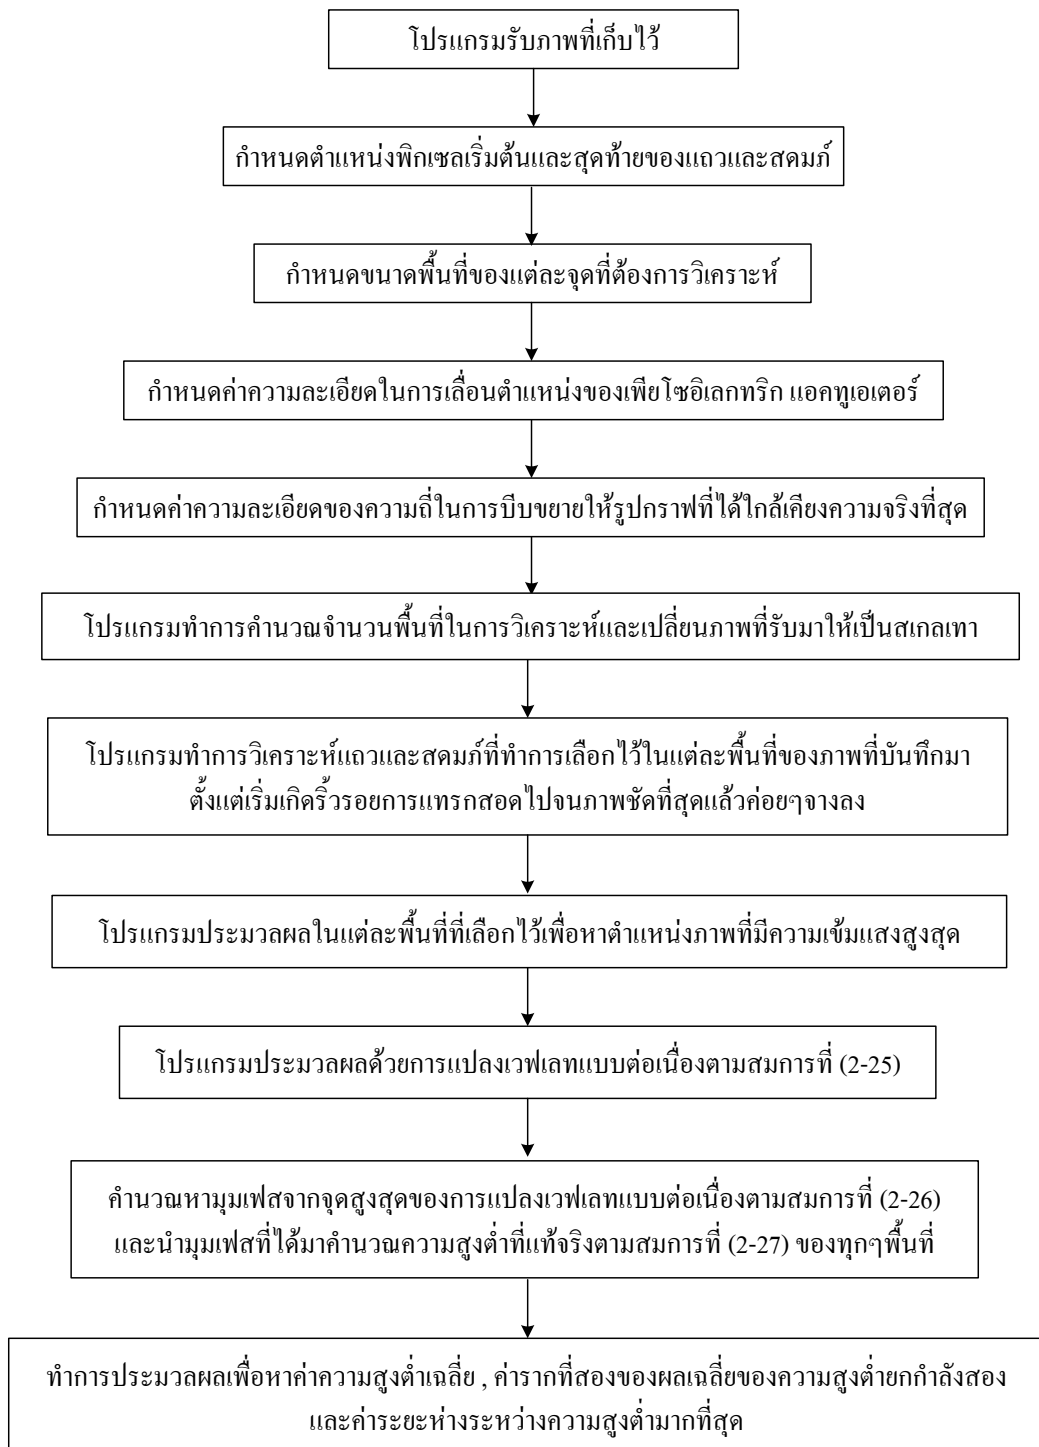 โปรแกรมรับภาพที่เก็บไว้
กำหนดตำแหน่งพิกเซลเริ่มต้นและสุดท้ายของแถวและสดมภ์
กำหนดขนาดพื้นที่ของแต่ละจุดที่ต้องการวิเคราะห์
กำหนดค่าความละเอียดในการเลื่อนตำแหน่งของเพียโซอิเลกทริก แอคทูเอเตอร์
กำหนดค่าความละเอียดของความถี่ในการบีบขยายให้รูปกราฟที่ได้ใกล้เคียงความจริงที่สุด
โปรแกรมทำการคำนวณจำนวนพื้นที่ในการวิเคราะห์และเปลี่ยนภาพที่รับมาให้เป็นสเกลเทา
โปรแกรมทำการวิเคราะห์แถวและสดมภ์ที่ทำการเลือกไว้ในแต่ละพื้นที่ของภาพที่บันทึกมา
ตั้งแต่เริ่มเกิดริ้วรอยการแทรกสอดไปจนภาพชัดที่สุดแล้วค่อยๆจางลง
โปรแกรมประมวลผลในแต่ละพื้นที่ที่เลือกไว้เพื่อหาตำแหน่งภาพที่มีความเข้มแสงสูงสุด
โปรแกรมประมวลผลด้วยการแปลงเวฟเลทแบบต่อเนื่องตามสมการที่ (2-25)
คำนวณหามุมเฟสจากจุดสูงสุดของการแปลงเวฟเลทแบบต่อเนื่องตามสมการที่ (2-26)
และนำมุมเฟสที่ได้มาคำนวณความสูงต่ำที่แท้จริงตามสมการที่ (2-27) ของทุกๆพื้นที่
ทำการประมวลผลเพื่อหาค่าความสูงต่ำเฉลี่ย , ค่ารากที่สองของผลเฉลี่ยของความสูงต่ำยกกำลังสอง
และค่าระยะห่างระหว่างความสูงต่ำมากที่สุด